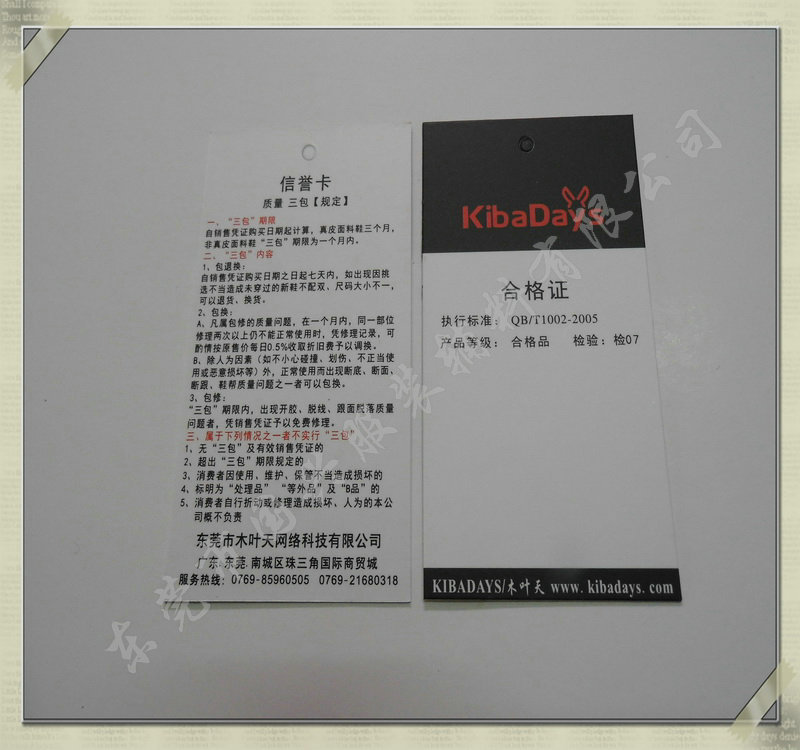 信誉卡
质量 三包【规定】
一、“三包”期限
自销售凭证购买日期起计算，真皮面料鞋三个月，
非真皮面料鞋“三包”期限为一个月内。
二、“三包”内容
1、包退换：
自销售凭证购买日期之日起七天内，如出现因挑
选不当造成未穿过的新鞋不配双、尺码大小不一，
可以退货、换货。
2、包换：
A、凡属包修的质量问题，在一个月内，同一部位
修理两次以上仍不能正常使用时，凭修理记录，可
酌情按原售价每日0.5%收取折旧费予以调换。
B、除人为因素（如不小心碰撞、划伤、不正当使
用或恶意损坏等）外，正常使用而出现断底、断面、
断跟、鞋帮质量问题之一者可以包换。
3、包修：
“三包”期限内，出现开胶、脱线、跟面脱落质量
问题者，凭销售凭证予以免费修理。
三、属于下列情况之一者不实行“三包”
1、无“三包”及有效销售凭证的
2、超出“三包”期限规定的
3、消费者因使用、维护、保管不当造成损坏的
4、标明为“处理品” “等外品”及“B品”的
5、消费者自行折动或修理造成损坏、人为的本公
司概不负责
东莞市木叶天网络科技有限公司
广东.东莞.南城区珠三角国际商贸城
服务热线：0769-85960505 0769-21680318
KibaDays
合格证
执行标准： QB/T1002-2005
产品等级： 合格品 检验：检07
KIBADAYS/木叶天 www.kibadays.com